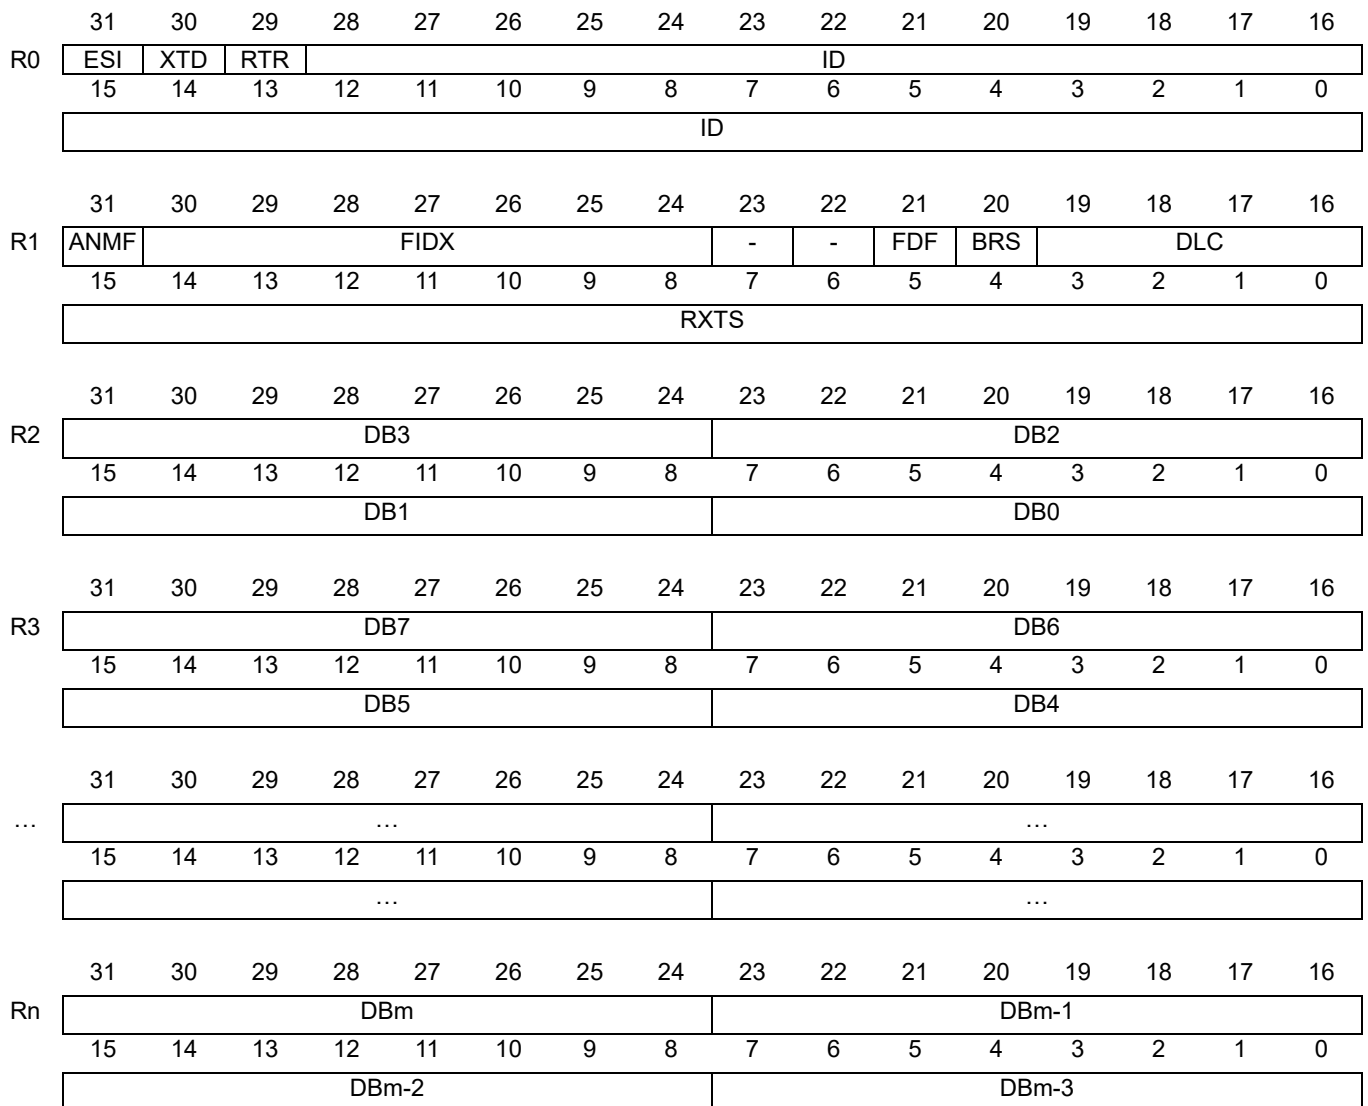 31 30 29 28 27 26 25 24 23 22 21 20 19 18 17 16
R0 ESI XTD RTR ID
15 14 13 12 11 10 9 8 7 6 5 4 3 2 1 0
ID
31 30 29 28 27 26 25 24 23 22 21 20 19 18 17 16
R1 ANMF FIDX - - FDF BRS DLC
15 14 13 12 11 10 9 8 7 6 5 4 3 2 1 0
RXTS
31 30 29 28 27 26 25 24 23 22 21 20 19 18 17 16
R2 DB3 DB2
15 14 13 12 11 10 9 8 7 6 5 4 3 2 1 0
DB1 DB0
31 30 29 28 27 26 25 24 23 22 21 20 19 18 17 16
R3 DB7 DB6
15 14 13 12 11 10 9 8 7 6 5 4 3 2 1 0
DB5 DB4
31 30 29 28 27 26 25 24 23 22 21 20 19 18 17 16
… … …
15 14 13 12 11 10 9 8 7 6 5 4 3 2 1 0
… …
31 30 29 28 27 26 25 24 23 22 21 20 19 18 17 16
Rn DBm DBm-1
15 14 13 12 11 10 9 8 7 6 5 4 3 2 1 0
DBm-2 DBm-3